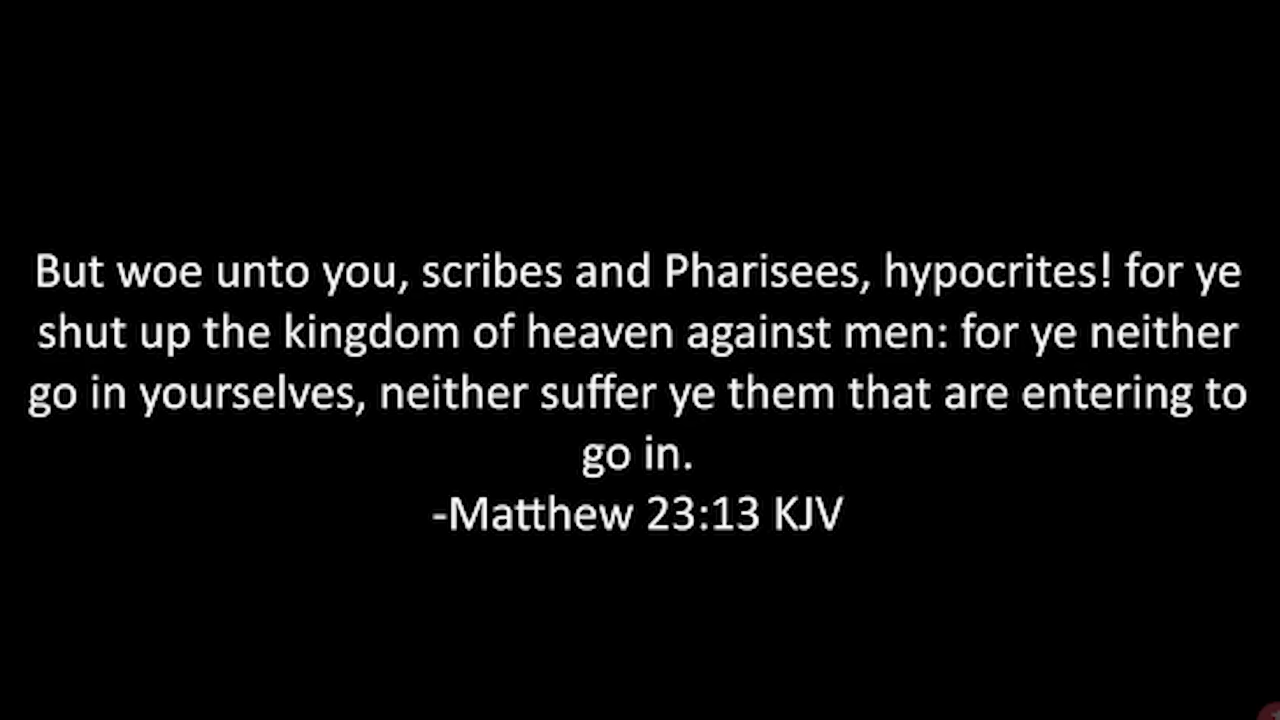 But woe unto you, scribes and Pharisees, hypocrites! for ye
shut up the kingdom of heaven against men: for ye neither
go in yourselves, neither suffer ye them that are entering to
go in.
-Matthew 23:13 KJV